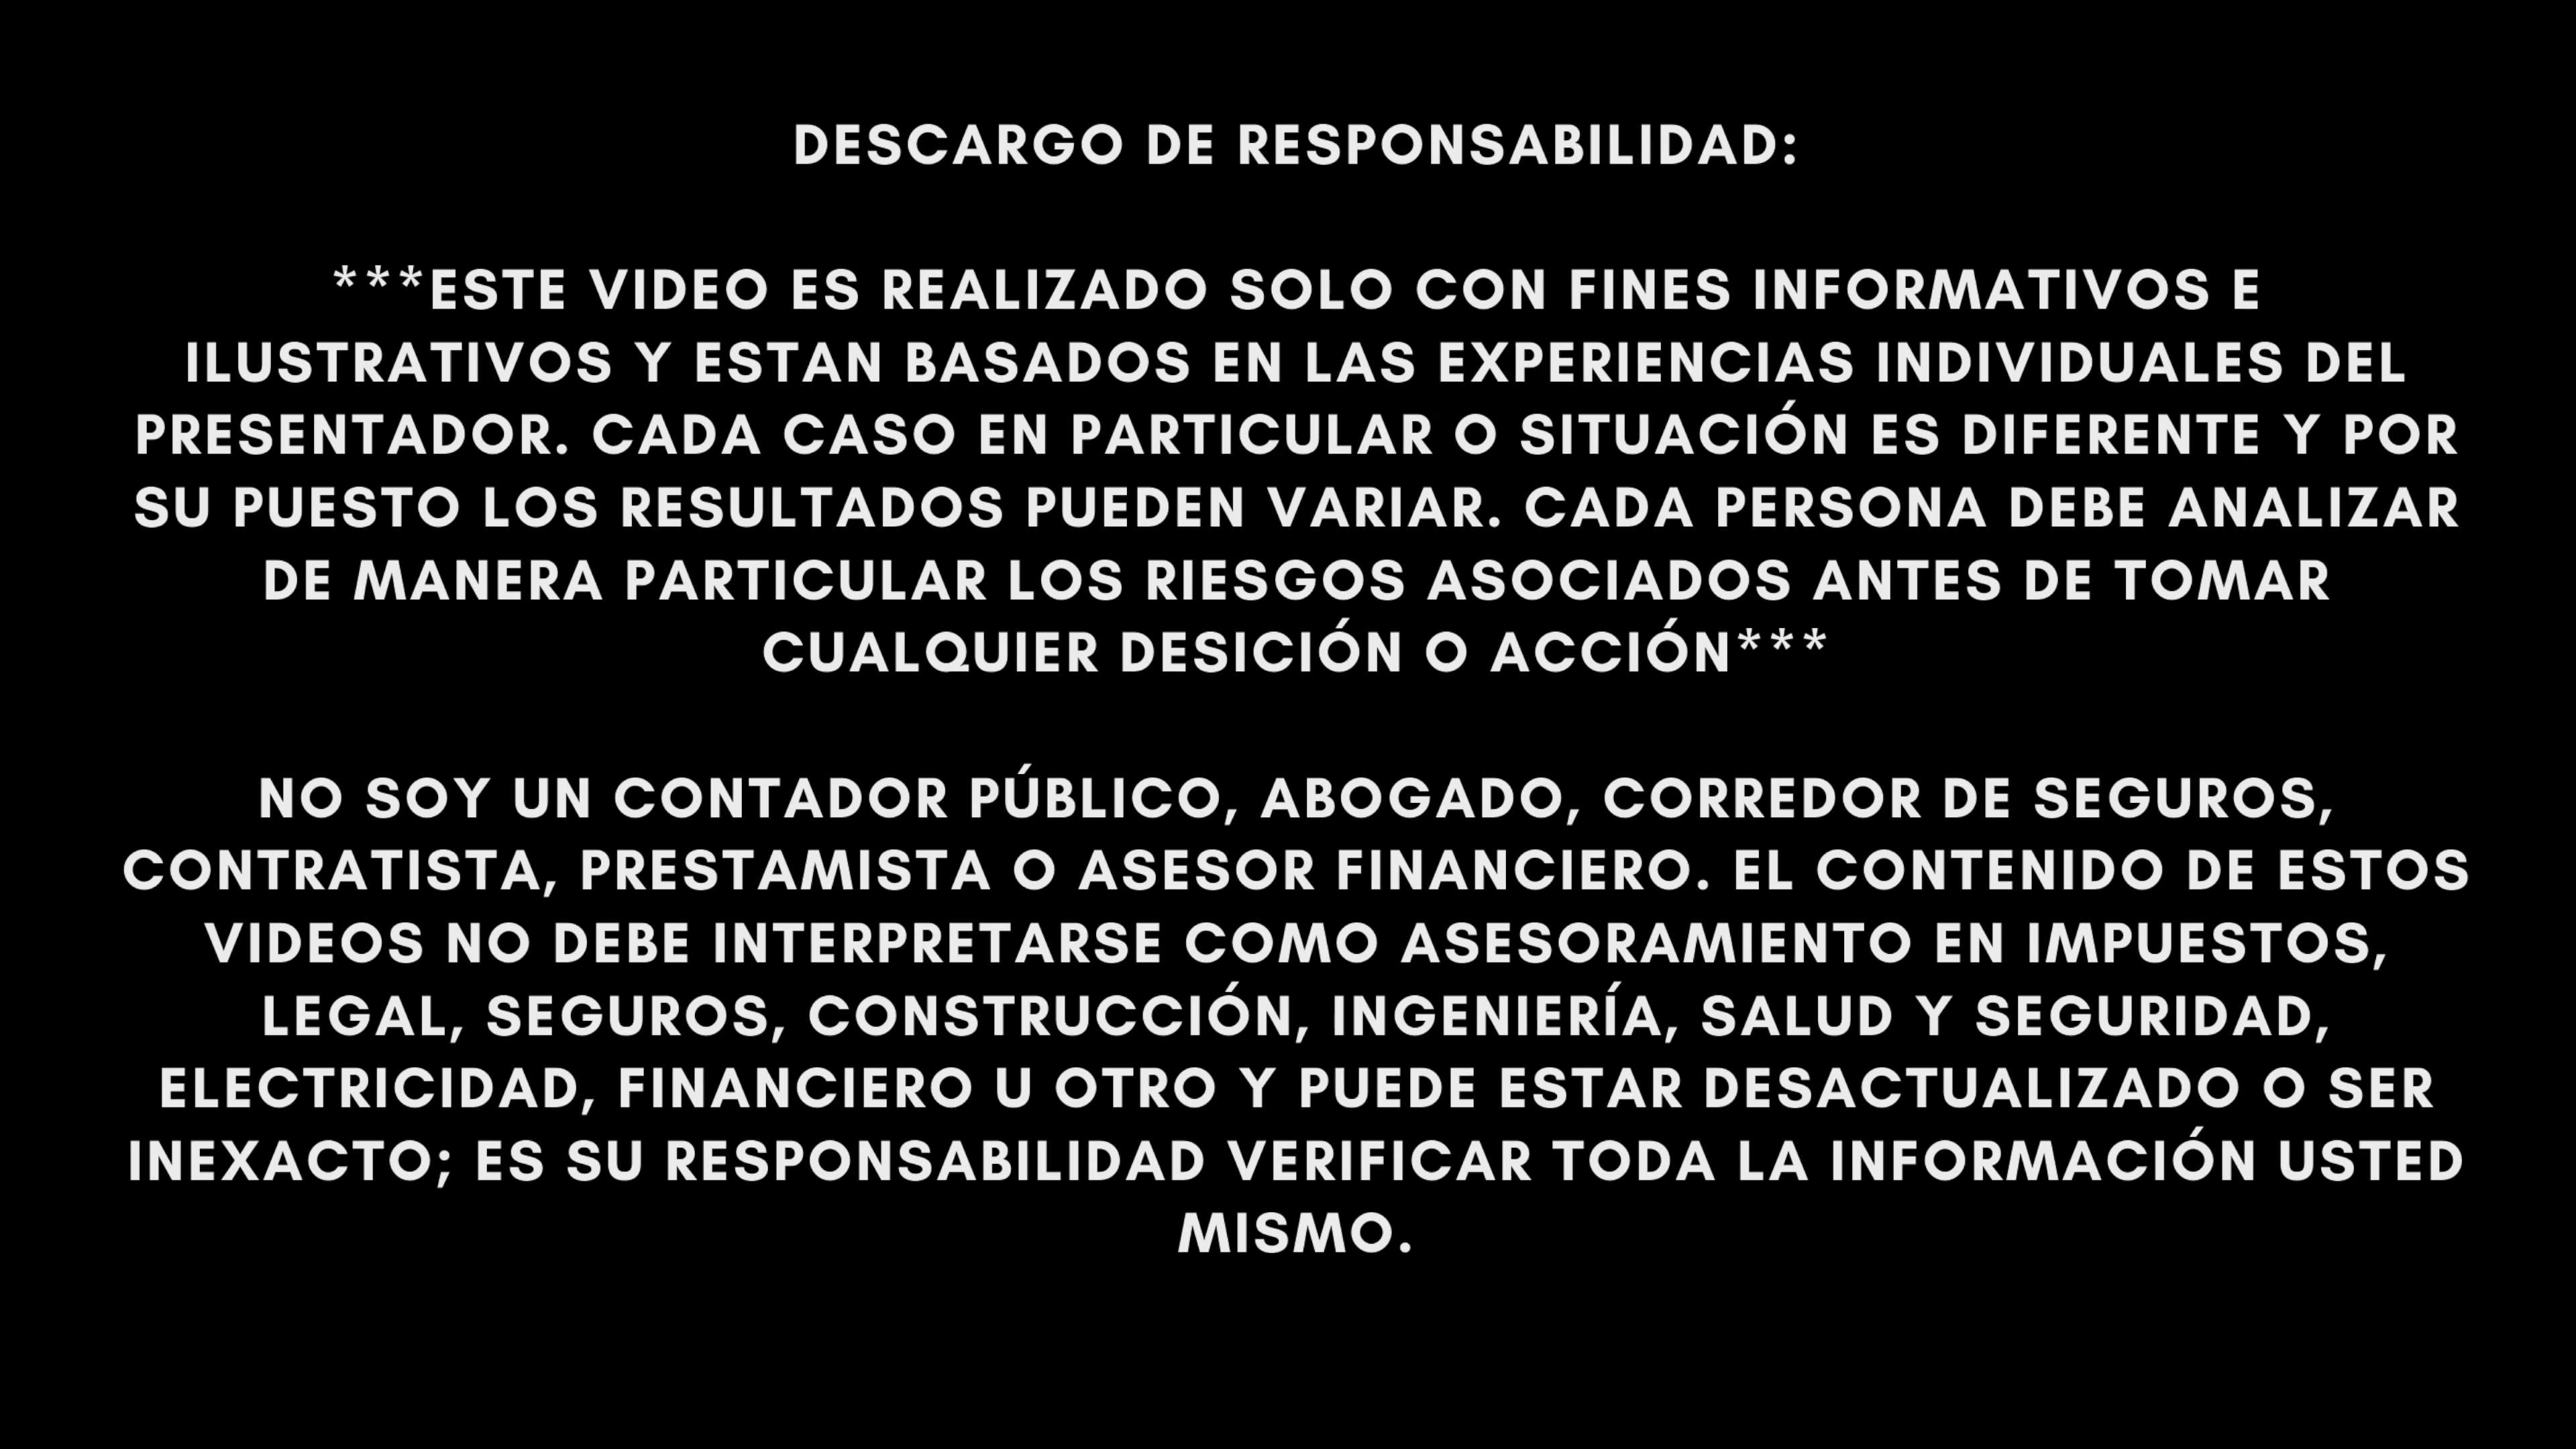 DESCARGO DE RESPONSABILIDAD:
***ESTE VIDEO ES REALIZADO SOLO CON FINES INFORMATIVOS E
ILUSTRATIVOS Y ESTAN BASADOS EN LAS EXPERIENCIAS INDIVIDUALES DEL
PRESENTADOR. CADA CASO EN PARTICULAR O SITUACIÓN ES DIFERENTE Y POR
SU PUESTO LOS RESULTADOS PUEDEN VARIAR. CADA PERSONA DEBE ANALIZAR
DE MANERA PARTICULAR LOS RIESGOS ASOCIADOS ANTES DE TOMAR
CUALQUIER DESICIÓN O ACCIÓN***
NO SOY UN CONTADOR PÚBLICO, ABOGADO, CORREDOR DE SEGUROS,
CONTRATISTA, PRESTAMISTA O ASESOR FINANCIERO. EL CONTENIDO DE ESTOS
VIDEOS NO DEBE INTERPRETARSE COMO ASESORAMIENTO EN IMPUESTOS,
LEGAL, SEGUROS, CONSTRUCCIÓN, INGENIERÍA, SALUD Y SEGURIDAD,
ELECTRICIDAD, FINANCIERO U OTRO Y PUEDE ESTAR DESACTUALIZADO O SER
INEXACTO; ES SU RESPONSABILIDAD VERIFICAR TODA LA INFORMACIÓN USTED
MISMO.